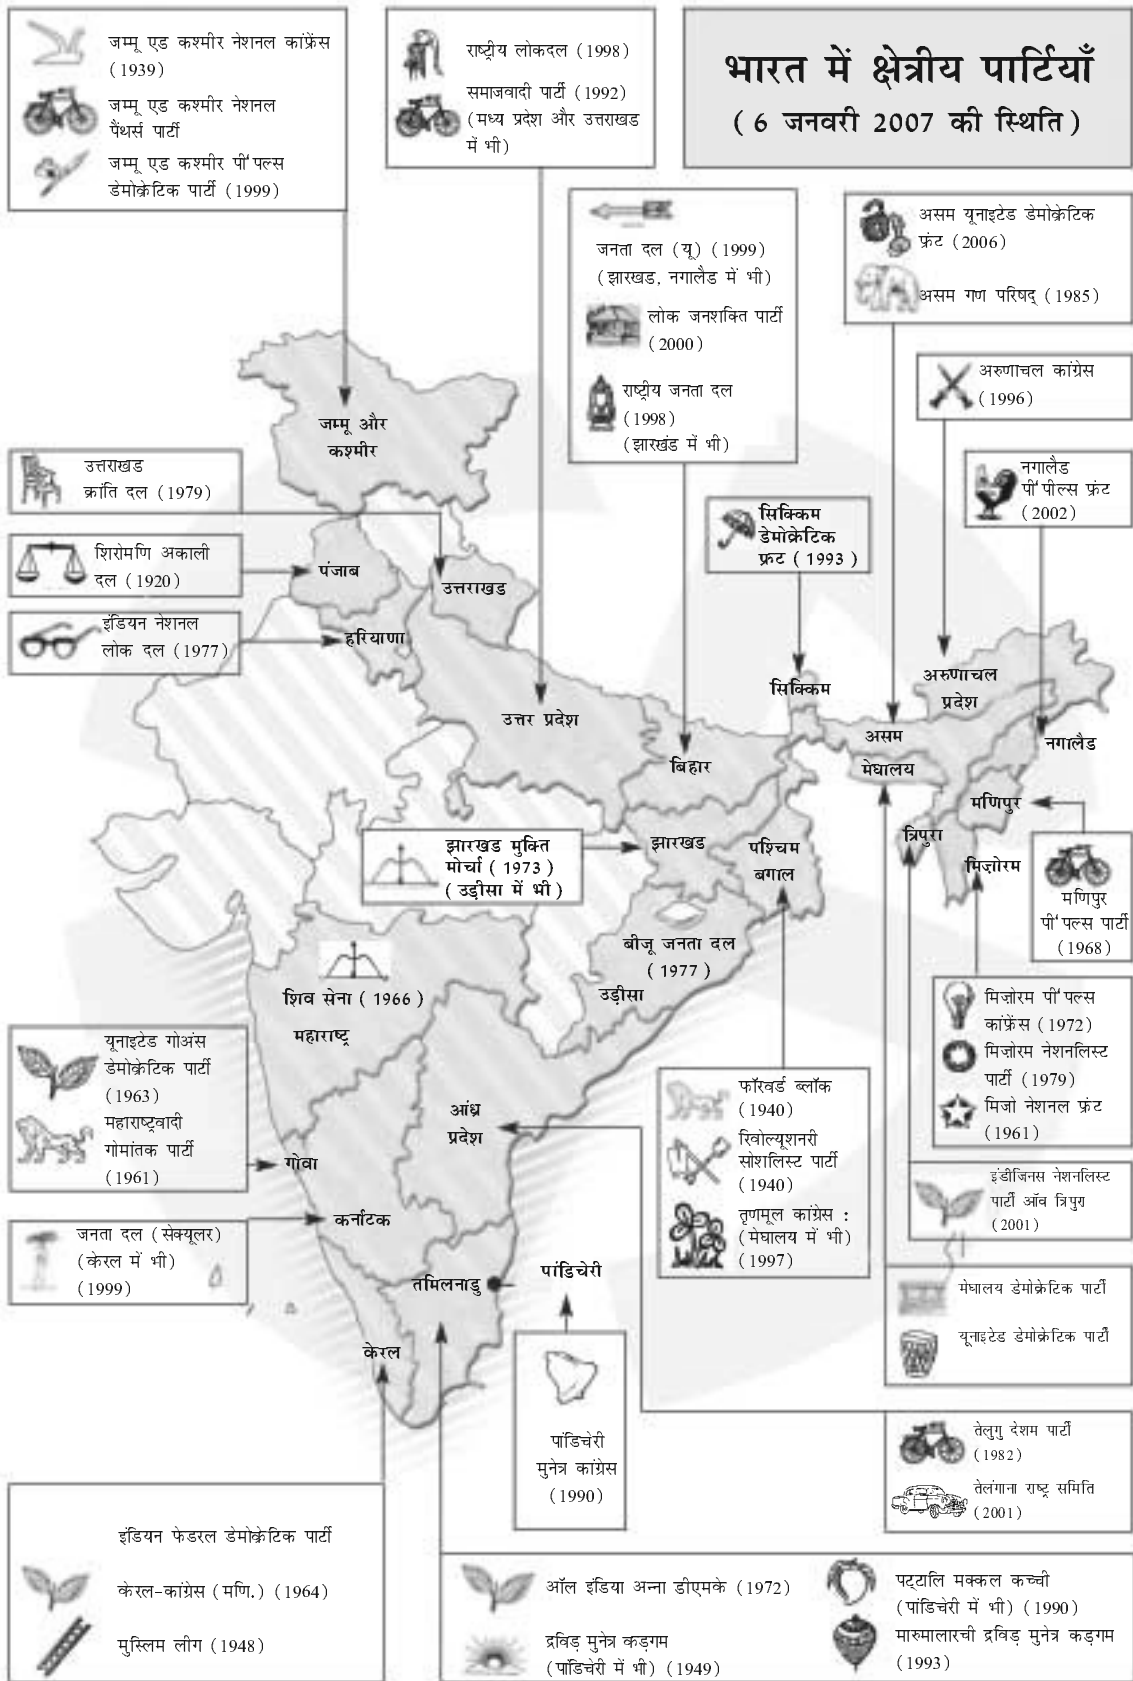 जम्मू एड कश्मीर नेशनल कांफ्रेंस
(1939)
जम्मू एड कश्मीर नेशनल
पैंथर्स पार्टी
जम्मू एड कश्मीर पी'पल्स
डेमोक्रेटिक पार्टी (1999)
राष्ट्रीय लोकदल (1998)
समाजवादी पार्टी (1992)
(मध्य प्रदेश और उत्तराखड
में भी)
भारत में क्षेत्रीय पार्टियाँ
(6 जनवरी 2007 की स्थिति)
जनता दल (यू) (1999)
(झारखड, नगालैड में भी)
लोक जनशक्ति पार्टी
(2000)
राष्ट्रीय जनता दल
(1998)
(झारखंड में भी)
असम यूनाइटेड डेमोक्रेटिक
फ्रंट (2006)
असम गण परिषद् (1985)
अरुणाचल कांग्रेस
(1996)
नगालैड
पी'पील्स फ्रंट
(2002)
सिक्किम
डेमोक्रेटिक
फ्रट (1993)
उत्तराखड
क्रांति दल (1979)
शिरोमणि अकाली
दल (1920)
इंडियन नेशनल
लोक दल (1977)
जम्मू और
कश्मीर
पंजाब
उत्तराखड
हरियाणा
उत्तर प्रदेश
बिहार
सिक्किम
अरुणाचल
प्रदेश
असम
नगालैड
मेघालय
मणिपुर
त्रिपुरा
मिज़ोरम
झारखड
पश्चिम
बगाल
झारखड मुक्ति
मोर्चा (1973)
(उड़ीसा में भी)
मणिपुर
पी'पल्स पार्टी
(1968)
बीजू जनता दल
(1977)
उड़ीसा
शिव सेना (1966)
महाराष्ट्र
मिज़ोरम पी'पल्स
कांफ्रेंस (1972)
मिज़ोरम नेशनलिस्ट
पार्टी (1979)
मिजो नेशनल फ्रंट
(1961)
यूनाइटेड गोअंस
डेमोक्रेटिक पार्टी
(1963)
महाराष्ट्रवादी
गोमांतक पार्टी
(1961)
आंध्र
प्रदेश
गोवा
कर्नाटक
फॉरवर्ड ब्लॉक
(1940)
रिवोल्यूशनरी
सोशलिस्ट पार्टी
(1940)
तृणमूल कांग्रेस :
(मेघालय में भी)
(1997)
इंडीजिनस नेशनलिस्ट
पार्टी ऑव त्रिपुरा
(2001)
जनता दल (सेक्यूलर)
(केरल में भी)
(1999)
तमिलनाडु
पांडिचेरी
केरल
मेघालय डेमोक्रेटिक पार्टी
यूनाइटेड डेमोक्रेटिक पार्टी
पांडिचेरी
मुनेत्र कांग्रेस
(1990)
तेलुगु देशम पार्टी
(1982)
तेलंगाना राष्ट्र समिति
(2001)
इंडियन फेडरल डेमोक्रेटिक पार्टी
केरल-कांग्रेस (मणि.) (1964)
मुस्लिम लीग (1948)
ऑल इंडिया अन्ना डीएमके (1972)
द्रविड़ मुनेत्र कड़गम
(पांडिचेरी में भी) (1949)
पट्टालि मक्कल कच्ची
(पांडिचेरी में भी) (1990)
मारुमालारची द्रविड़ मुनेत्र कड़गम
(1993)